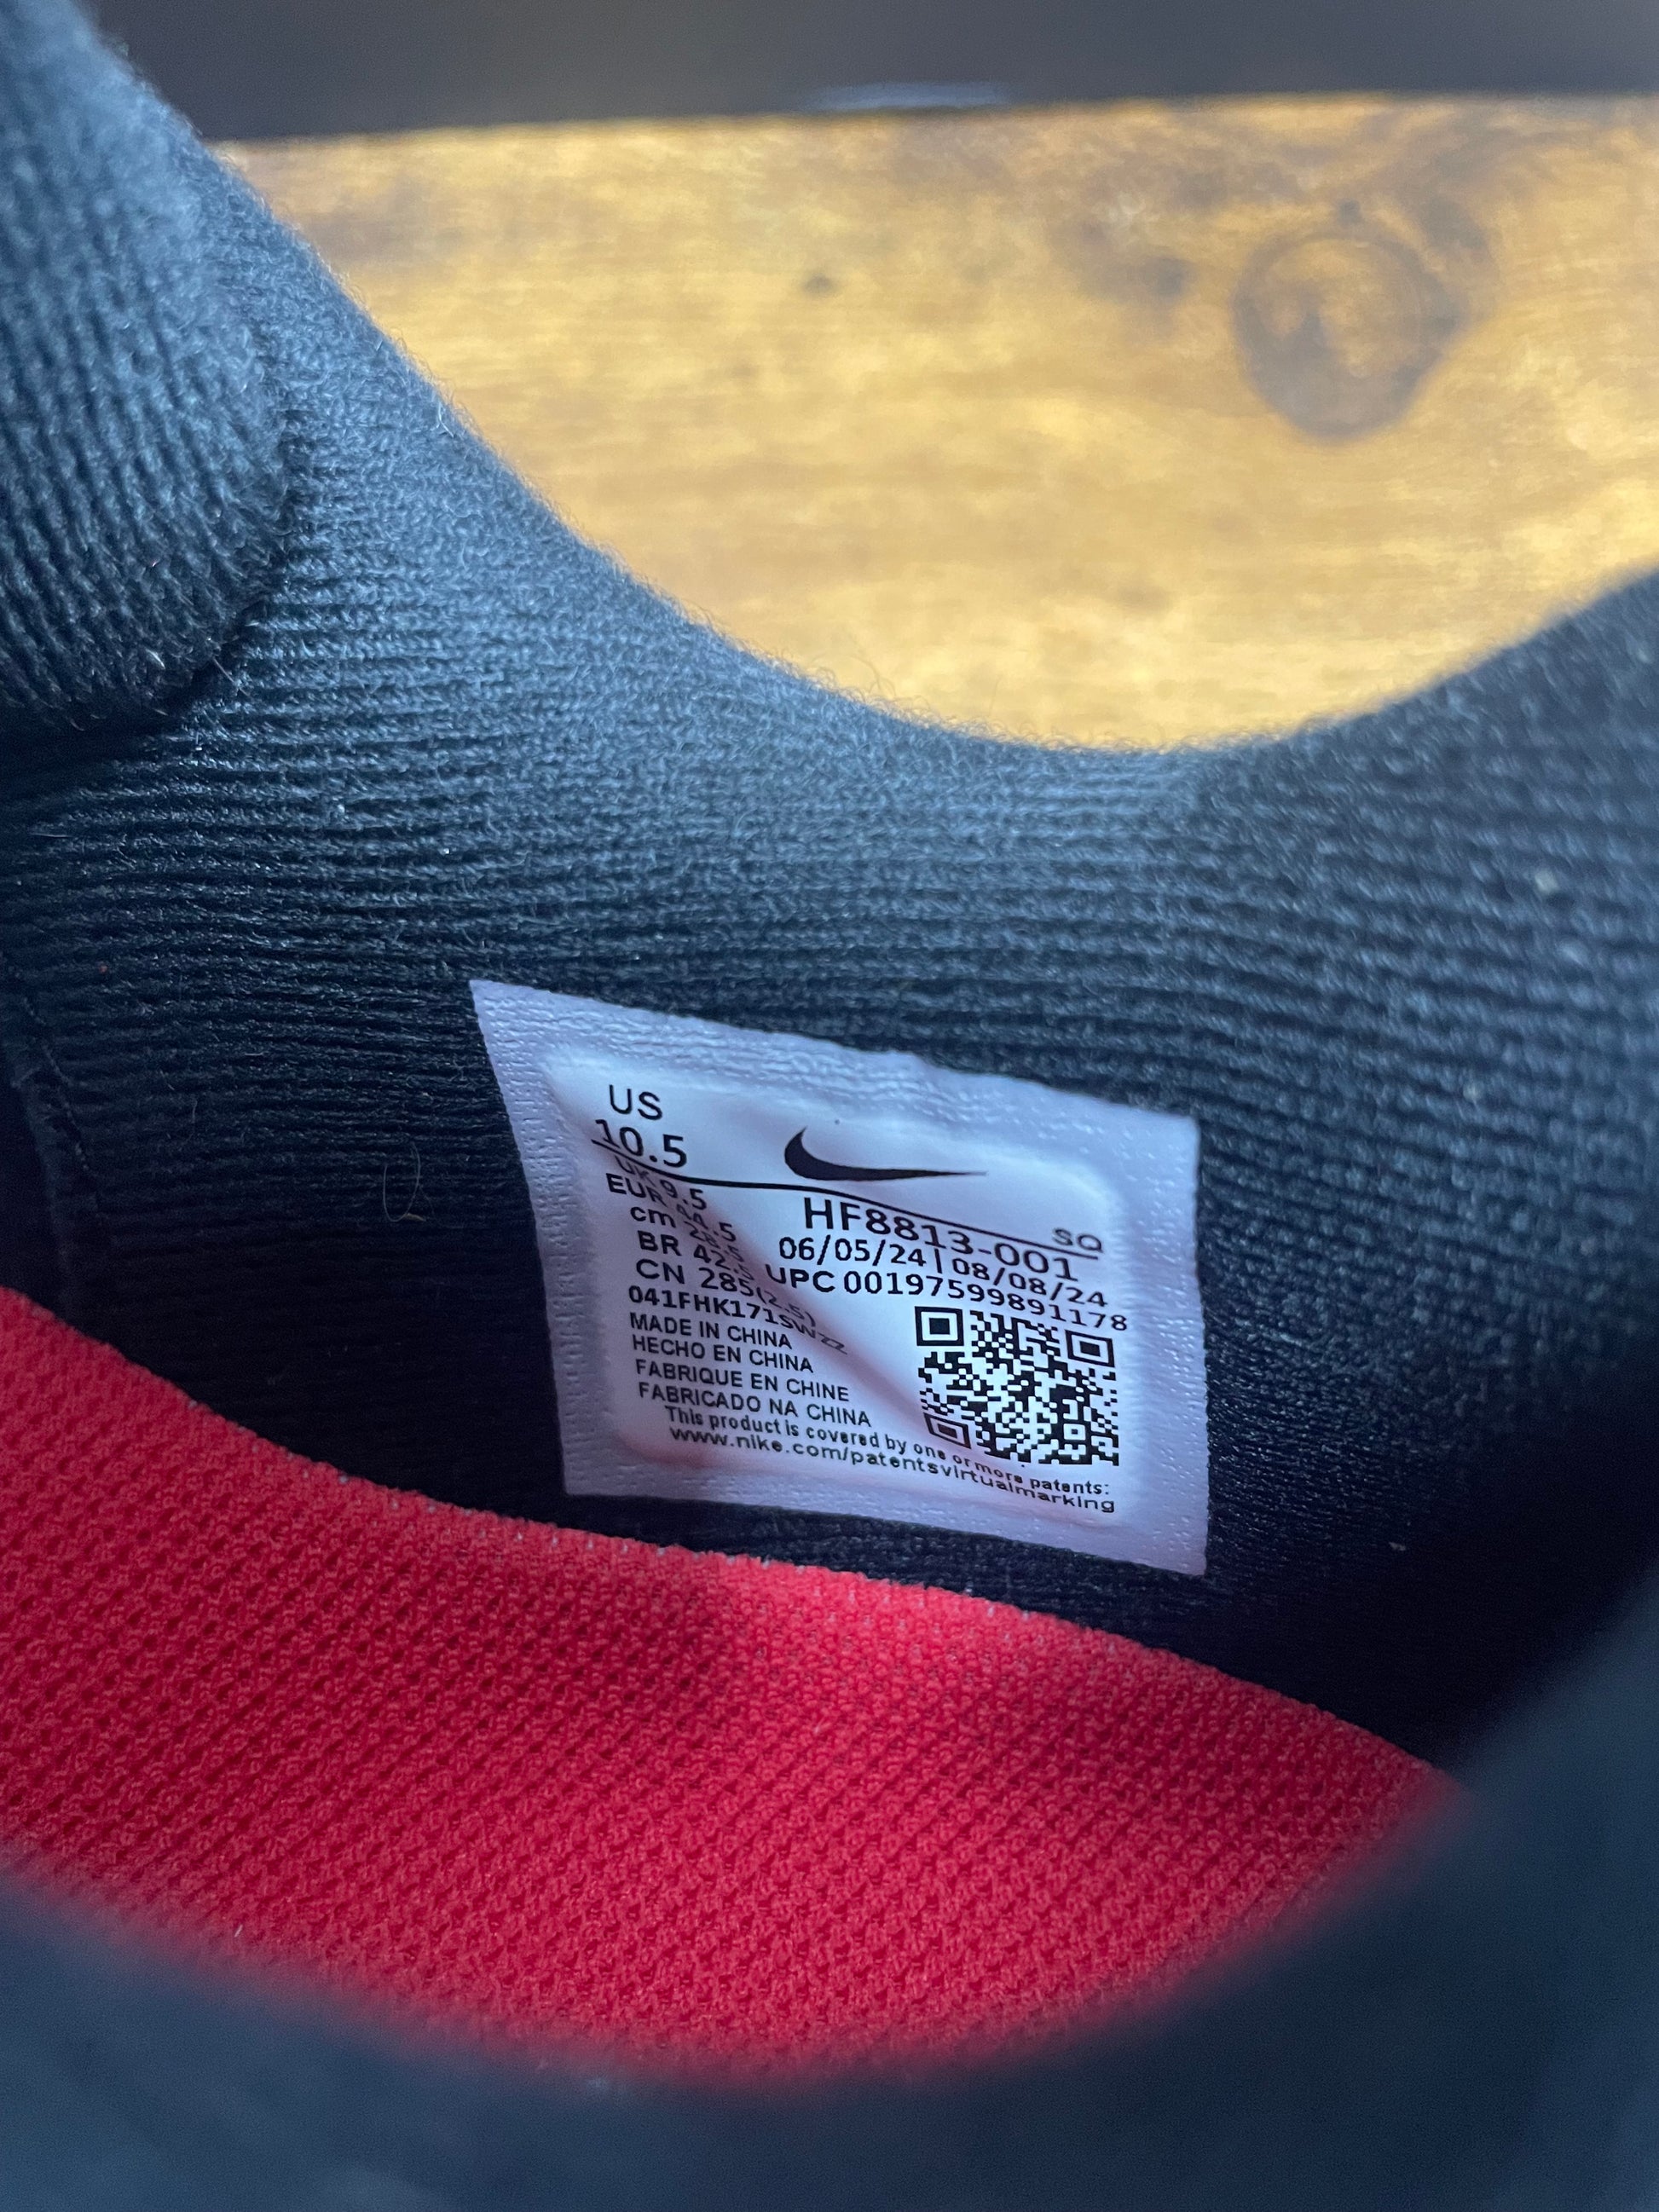 US
10.5
SQ
UK 9.5
EUR 44.5
cm 28.5
BR 42.5
CN 285(2.5)
041FHK171SWZZ
HF8813-001
06/05/24 | 08/08/24
UPC 00197599891178
MADE IN CHINA
HECHO EN CHINA
FABRIQUE EN CHINE
FABRICADO NA CHINA
This product is covered by one or more patents:
www.nike.com/patentsvirtualmarking